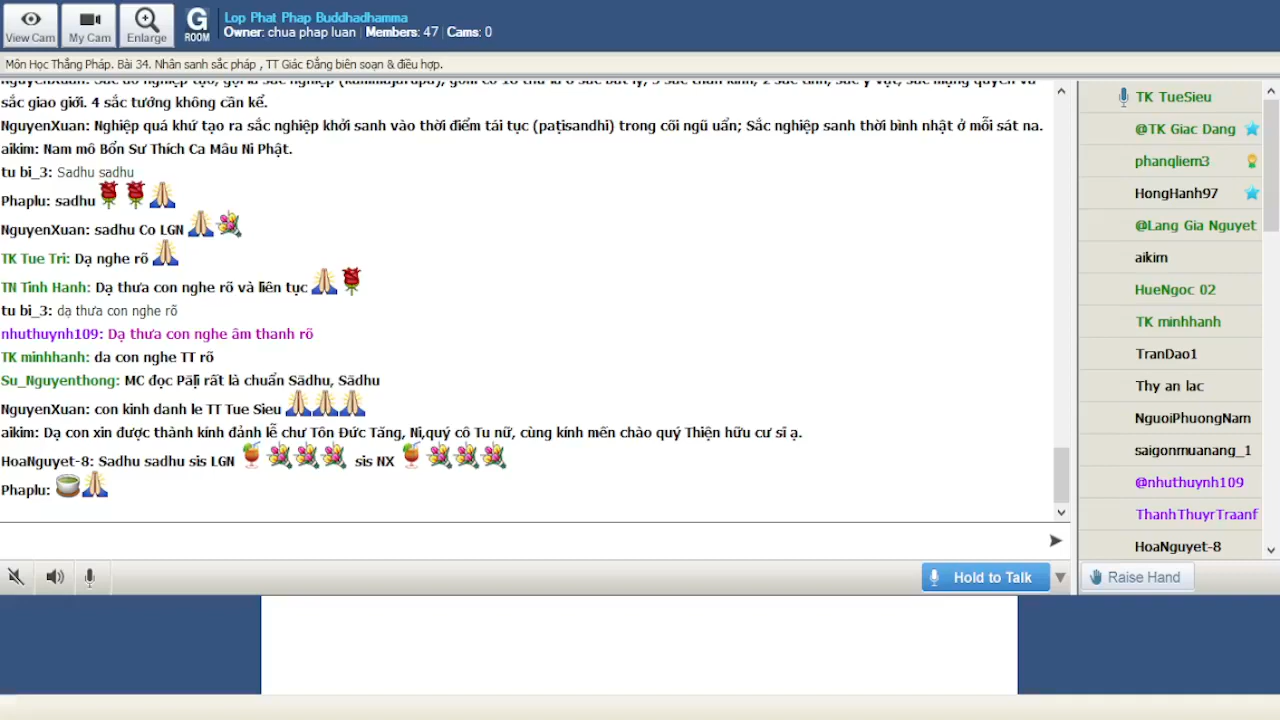 View Cam
My Cam
Enlarge
G
ROOM
Lop Phat Phap Buddhadhamma
Owner: chua phap luan | Members: 47 | Cams: 0
Môn Học Thắng Pháp. Bài 34. Nhân sanh sắc pháp , TT Giác Đẳng biên soạn & điều hợp.
sắc giao giới. 4 sắc tướng không cần kể.
NguyenXuan: Nghiệp quá khứ tạo ra sắc nghiệp khởi sanh vào thời điểm tái tục (paṭisandhi) trong cõi ngũ uẩn; Sắc nghiệp sanh thời bình nhật ở mỗi sát na.
aikim: Nam mô Bổn Sư Thích Ca Mâu Ni Phật.
tu bi_3: Sadhu sadhu
Phaplu: sadhu
NguyenXuan: sadhu Co LGN
TK Tue Tri: Dạ nghe rõ
TN Tinh Hanh: Dạ thưa con nghe rõ và liên tục
tu bi_3: dạ thưa con nghe rõ
nhuthuynh109: Dạ thưa con nghe âm thanh rõ
TK minhhanh: da con nghe TT rõ
Su_Nguyenthong: MC đọc Pāḷi rất là chuẩn Sādhu, Sādhu
NguyenXuan: con kinh danh le TT Tue Sieu
aikim: Dạ con xin được thành kính đảnh lễ chư Tôn Đức Tăng, Ni,quý cô Tu nữ, cùng kính mến chào quý Thiện hữu cư sĩ ạ.
HoaNguyet-8: Sadhu sadhu sis LGN sis NX
Phaplu:
Hold to Talk
TK TueSieu
@TK Giac Dang
phanqliem3
HongHanh97
@Lang Gia Nguyet
aikim
HueNgoc 02
TK minhhanh
TranDao1
Thy an lac
NguoiPhuongNam
saigonmuanang_1
@nhuthuynh109
ThanhThuyrTraanf
HoaNguyet-8
Raise Hand